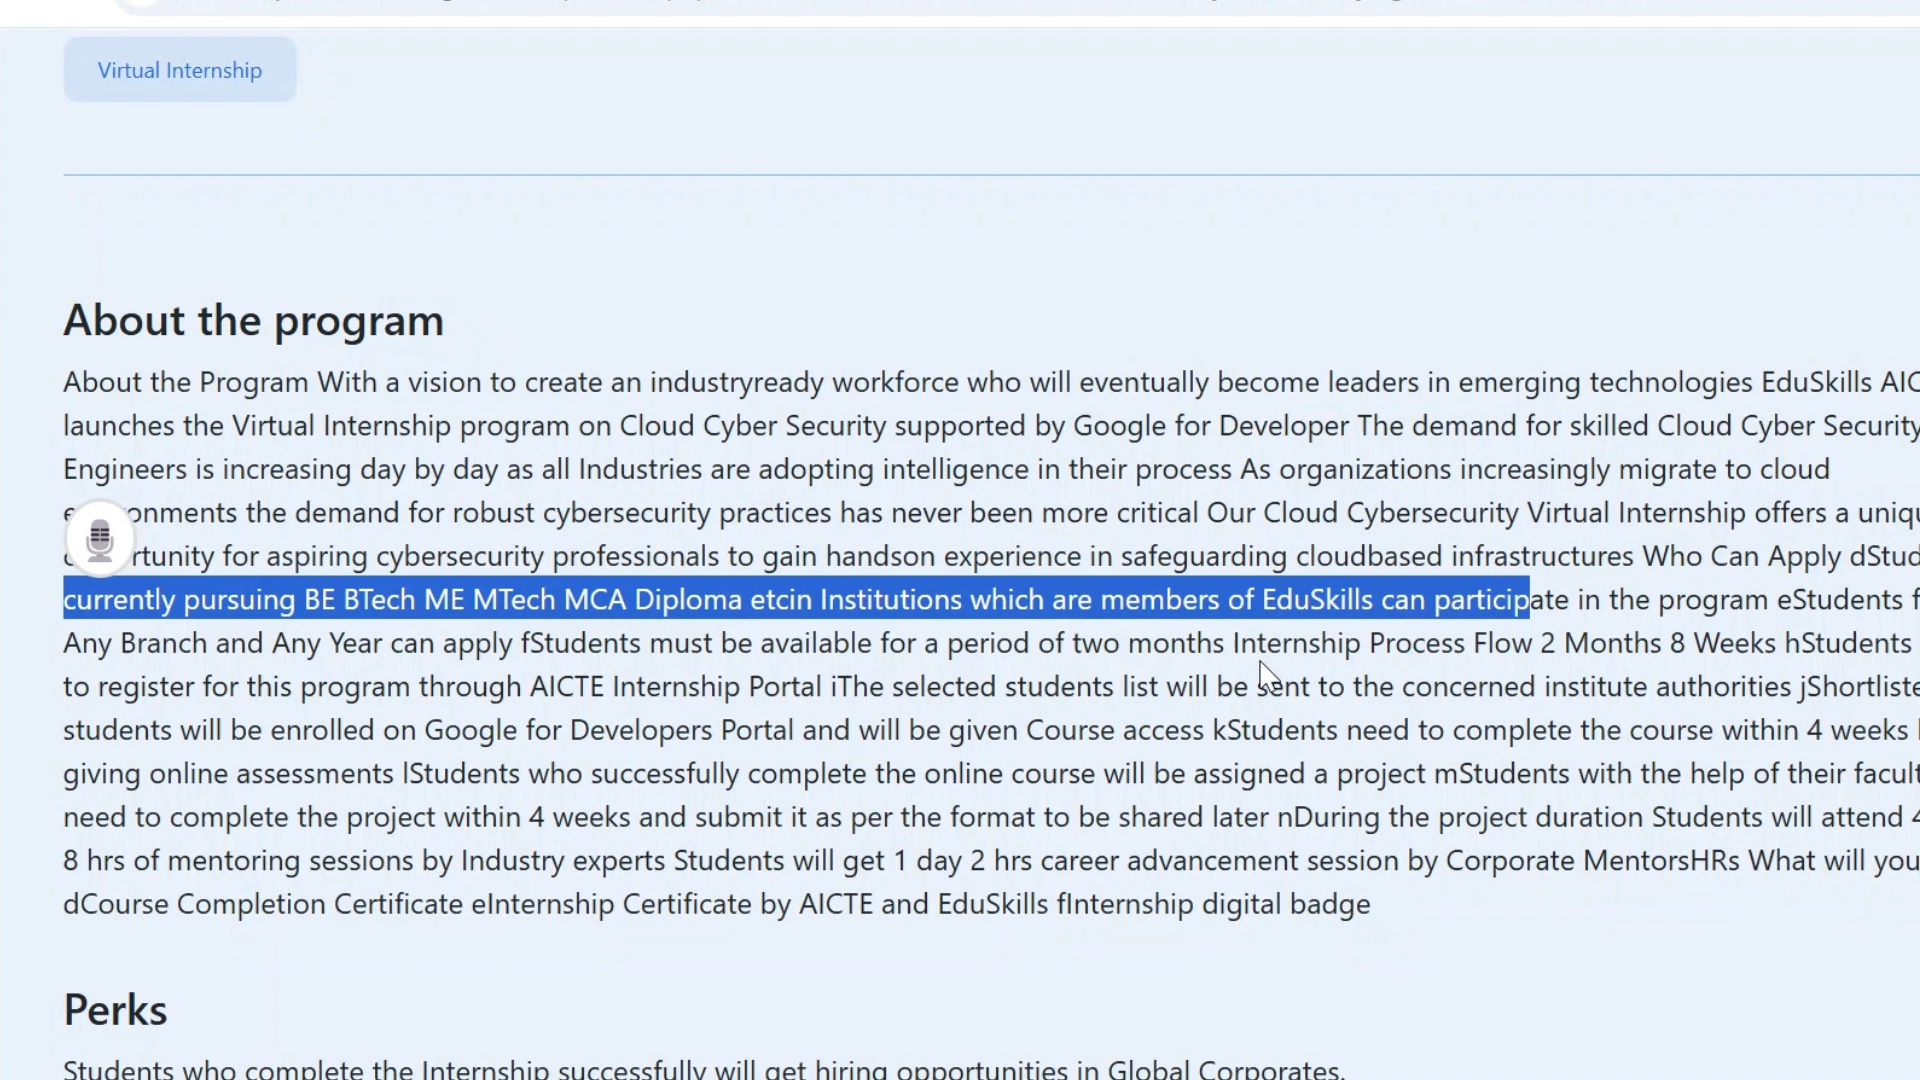 Virtual Internship
About the program
About the Program With a vision to create an industryready workforce who will eventually become leaders in emerging technologies EduSkills
launches the Virtual Internship program on Cloud Cyber Security supported by Google for Developer The demand for skilled Cloud Cyber Security
Engineers is increasing day by day as all Industries are adopting intelligence in their process As organizations increasingly migrate to cloud
the demand for robust cybersecurity practices has never been more critical Our Cloud Cybersecurity Virtual Internship offers a
for aspiring cybersecurity professionals to gain handson experience in safeguarding cloudbased infrastructures Who Can Apply
currently pursuing BE BTech ME MTech MCA Diploma etcin Institutions which are members of EduSkills can participate in the program eStudents
Any Branch and Any Year can apply fStudents must be available for a period of two months Internship Process Flow 2 Months 8 Weeks hStudents
to register for this program through AICTE Internship Portal iThe selected students list will be sent to the concerned institute authorities
students will be enrolled on Google for Developers Portal and will be given Course access kStudents need to complete the course within 4 weeks
giving online assessments lStudents who successfully complete the online course will be assigned a project mStudents with the help of their
need to complete the project within 4 weeks and submit it as per the format to be shared later nDuring the project duration Students will attend
8 hrs of mentoring sessions by Industry experts Students will get 1 day 2 hrs career advancement session by Corporate MentorsHRs What will you
dCourse Completion Certificate eInternship Certificate by AICTE and EduSkills fInternship digital badge
Perks
Students who complete the Internship successfully will get hiring opportunities in Global Corporates.